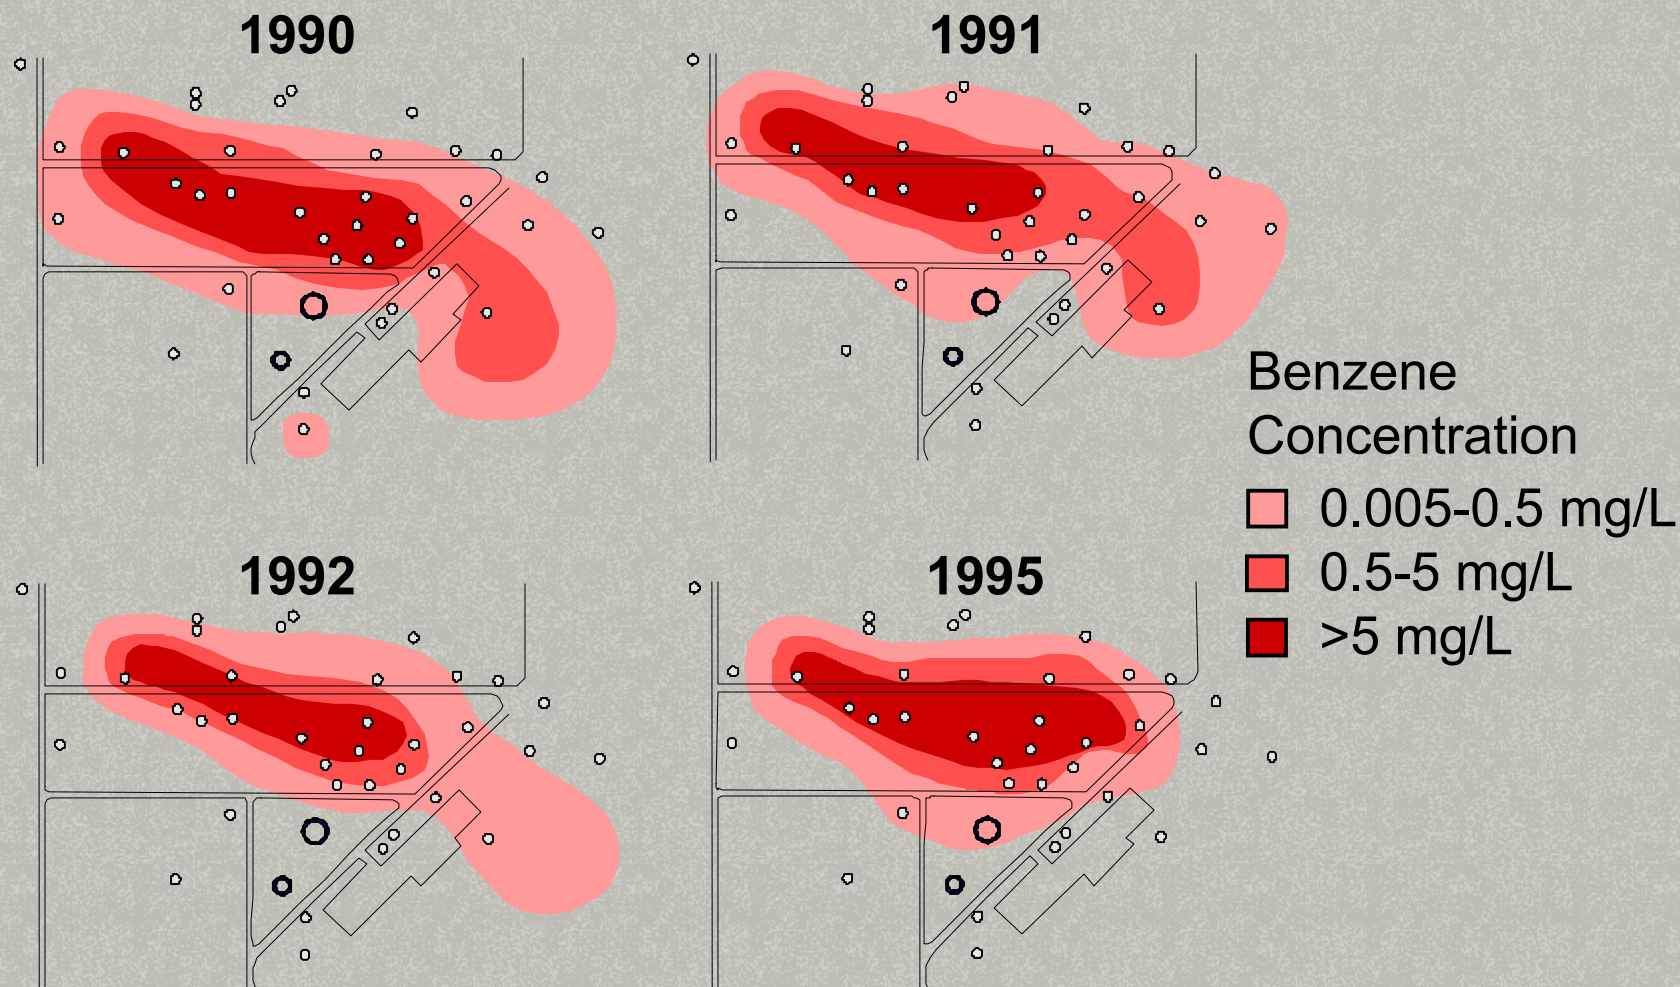 1990
1991
1992
1995
Benzene
Concentration
0.005-0.5 mg/L
0.5-5 mg/L
>5 mg/L